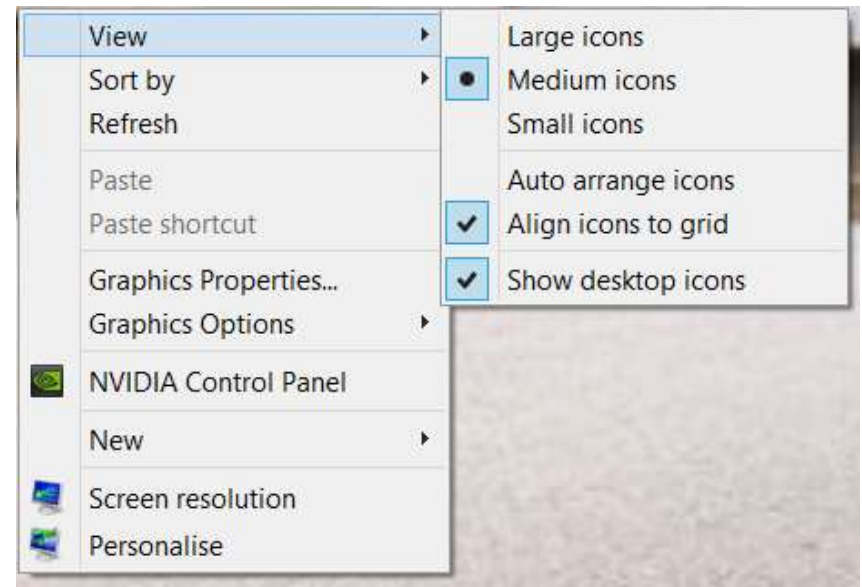 View
Sort by
Refresh
Paste
Paste shortcut
Graphics Properties...
Graphics Options
NVIDIA Control Panel
New
Screen resolution
Personalise
Large icons
Medium icons
Small icons
Auto arrange icons
Align icons to grid
Show desktop icons